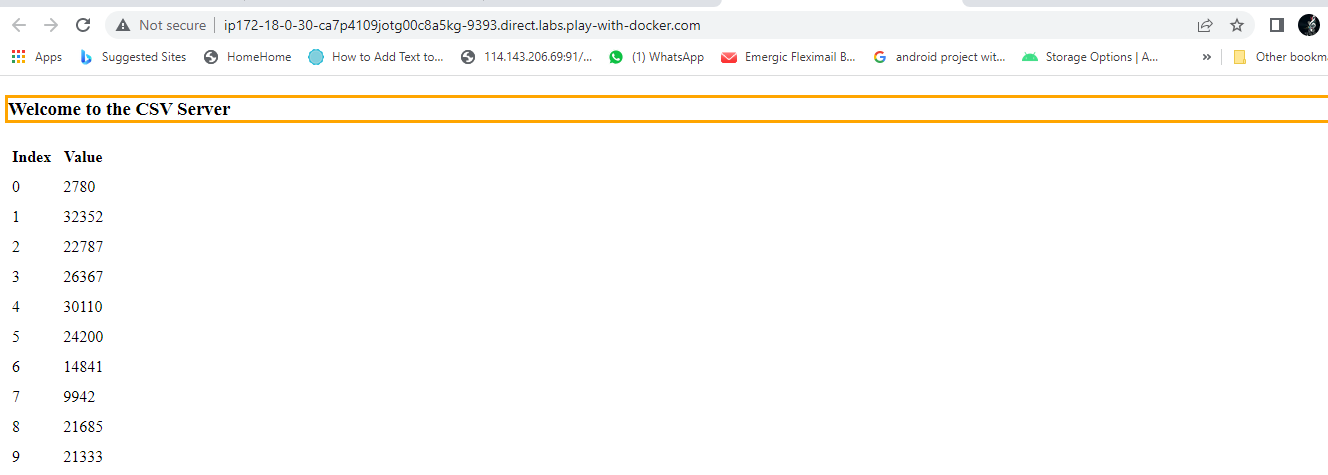 Not secure ip172-18-0-30-ca7p4109jotg00c8a5kg-9393.direct.labs.play-with-docker.com
Apps Suggested Sites HomeHome How to Add Text to... 114.143.206.69:91/... (1) WhatsApp Emergic Fleximail B... android project wit... Storage Options | A... » Other bookm
Welcome to the CSV Server
Index Value
0 2780
1 32352
2 22787
3 26367
4 30110
5 24200
6 14841
7 9942
8 21685
9 21333